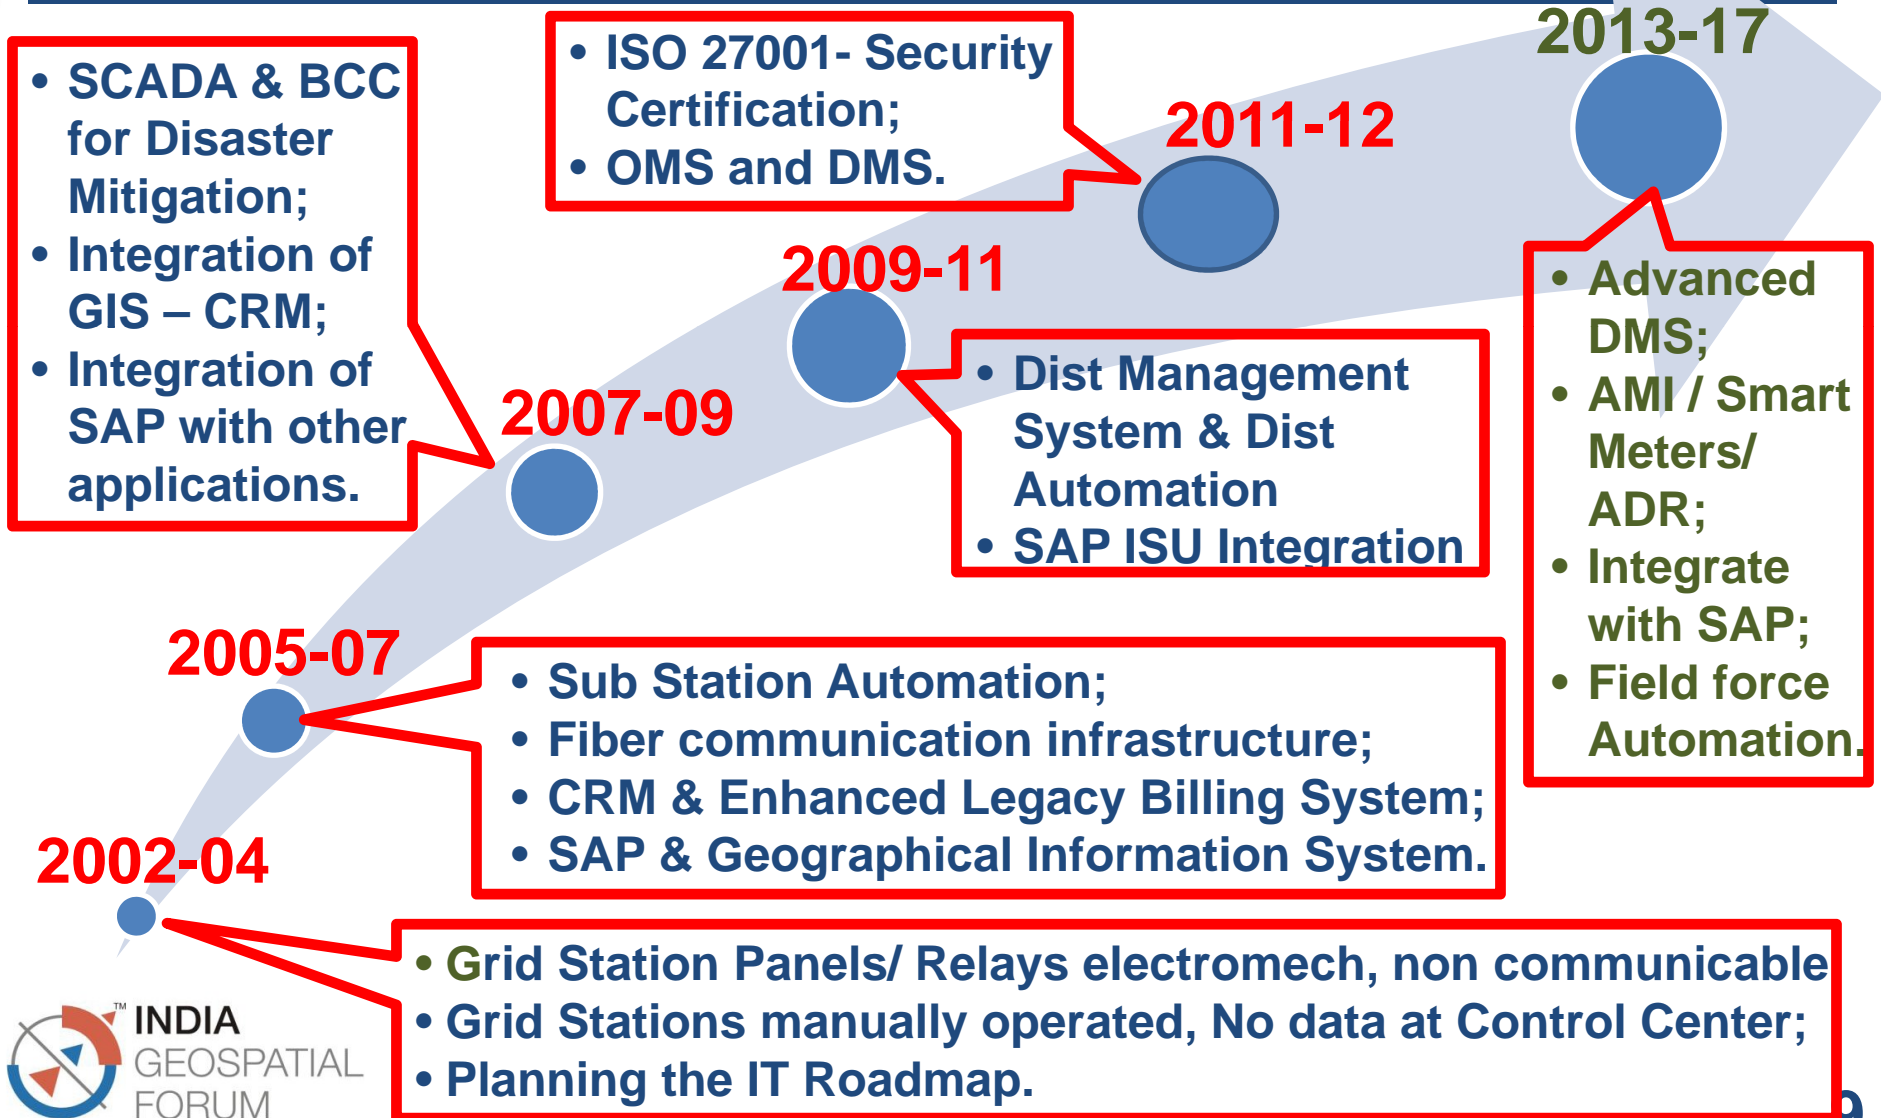 2013-17
• ISO 27001- Security
Certification;
• OMS and DMS.
2011-12
• SCADA & BCC
for Disaster
Mitigation;
• Integration of
GIS – CRM;
• Integration of
SAP with other
applications.
2009-11
2007-09
• Dist Management
System & Dist
Automation
• SAP ISU Integration
• Advanced
DMS;
• AMI / Smart
Meters/
ADR;
• Integrate
with SAP;
• Field force
Automation.
2005-07
• Sub Station Automation;
• Fiber communication infrastructure;
• CRM & Enhanced Legacy Billing System;
• SAP & Geographical Information System.
2002-04
• Grid Station Panels/ Relays electromech, non communicable
• Grid Stations manually operated, No data at Control Center;
• Planning the IT Roadmap.
™ INDIA
GEOSPATIAL
FORUM
9